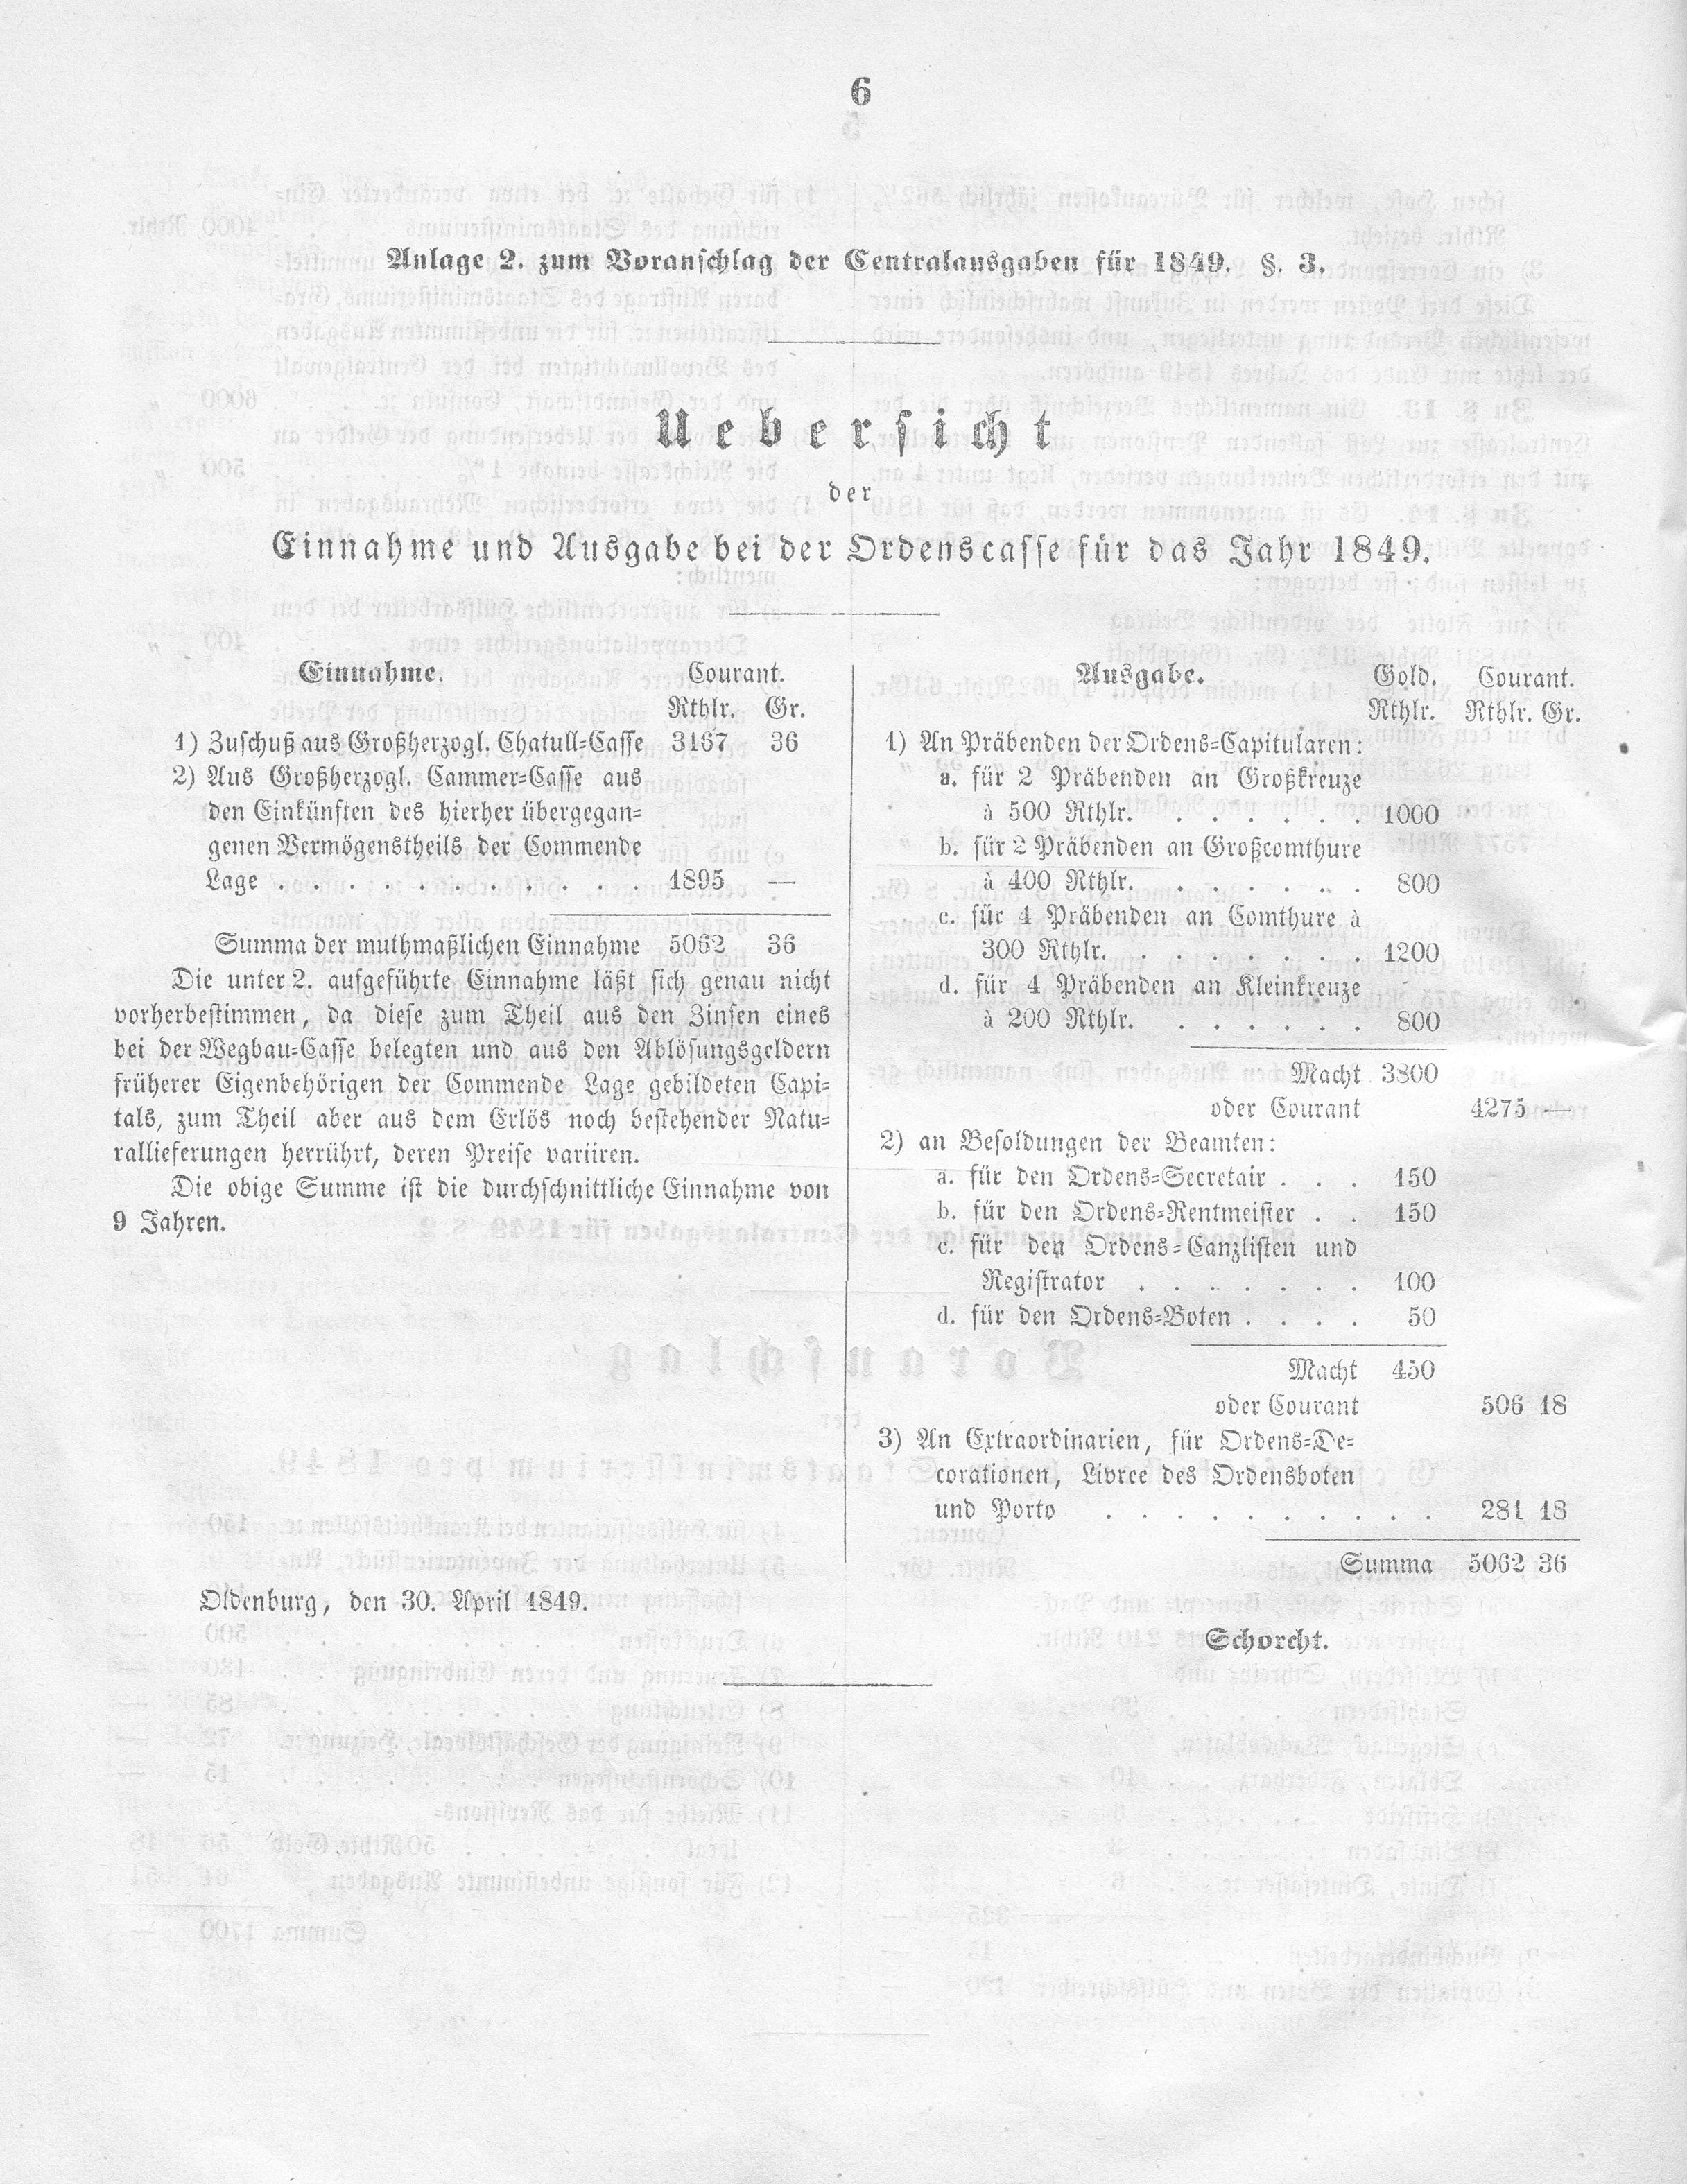 6
Anlage 2. zum Voranschlag der Centralausgaben für 1849. §. 3.
Uebersicht
der
Einnahme und Ausgabe bei der Ordenscasse für das Jahr 1849.
Einnahme. Courant.
Rthlr. Gr.
1) Zuschuß aus Großherzogl. Chatull-Casse 3167 36
2) Aus Großherzogl. Cammer-Casse aus
den Einkünften des hierher übergegan-
genen Vermögenstheils der Commende
Lage . . . . . . . . . . . 1895 —
Summa der muthmaßlichen Einnahme 5062 36
Die unter 2. aufgeführte Einnahme läßt sich genau nicht
vorherbestimmen, da diese zum Theil aus den Zinsen eines
bei der Wegbau-Casse belegten und aus den Ablösungsgeldern
früherer Eigenbehörigen der Commende Lage gebildeten Capi-
tals, zum Theil aber aus dem Erlös noch bestehender Natu-
rallieferungen herrührt, deren Preise variiren.
Die obige Summe ist die durchschnittliche Einnahme von
9 Jahren.
Ausgabe. Gold. Courant.
Rthlr. Rthlr. Gr.
1) An Präbenden der Ordens-Capitularen:
a. für 2 Präbenden an Großkreuze
à 500 Rthlr. . . . . . . 1000
b. für 2 Präbenden an Großcomthure
à 400 Rthlr. . . . . . . 800
c. für 4 Präbenden an Comthure à
300 Rthlr. . . . . . . . 1200
d. für 4 Präbenden an Kleinkreuze
à 200 Rthlr. . . . . . . 800
Macht 3800
oder Courant 4275 —
2) an Besoldungen der Beamten:
a. für den Ordens-Secretair . . . 150
b. für den Ordens-Rentmeister . . 150
c. für den Ordens-Canzlisten und
Registrator . . . . . . . 100
d. für den Ordens-Boten . . . . 50
Macht 450
oder Courant 506 18
3) An Extraordinarien, für Ordens-De-
corationen, Livree des Ordensboten
und Porto . . . . . . . . . . 281 18
Summa 5062 36
Oldenburg, den 30. April 1849.
Schorcht.